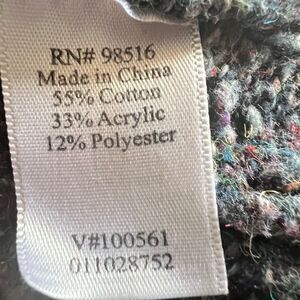 RN# 98516
Made in China
55% Cotton
33% Acrylic
12% Polyester
V#100561
011028752